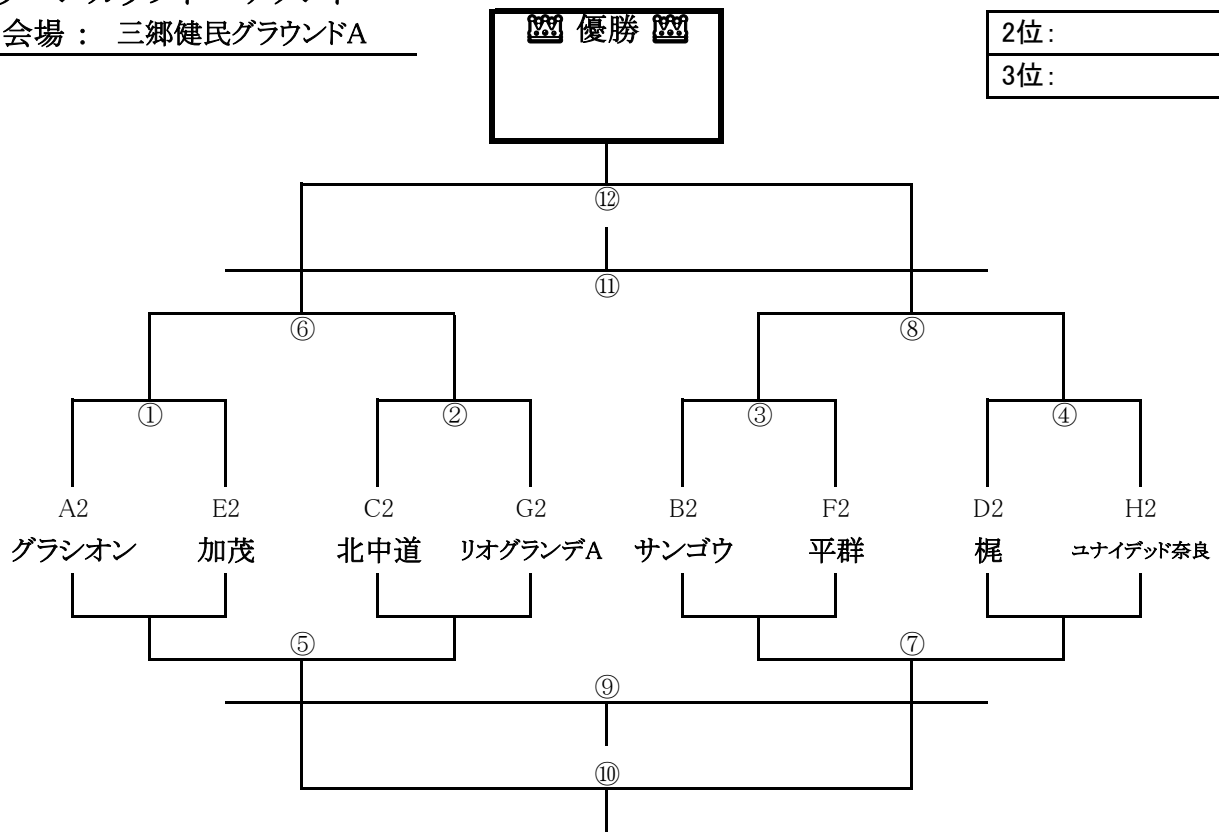 会場： 三郷健民グラウンドA
優勝
2位：
3位：
⑫
⑪
⑥ ⑧
① ② ③ ④
A2 E2 C2 G2 B2 F2 D2 H2
グラシオン 加茂 北中道 リオグランデA サンゴウ 平群 梶 ユナイデッド奈良
⑤ ⑦
⑨
⑩